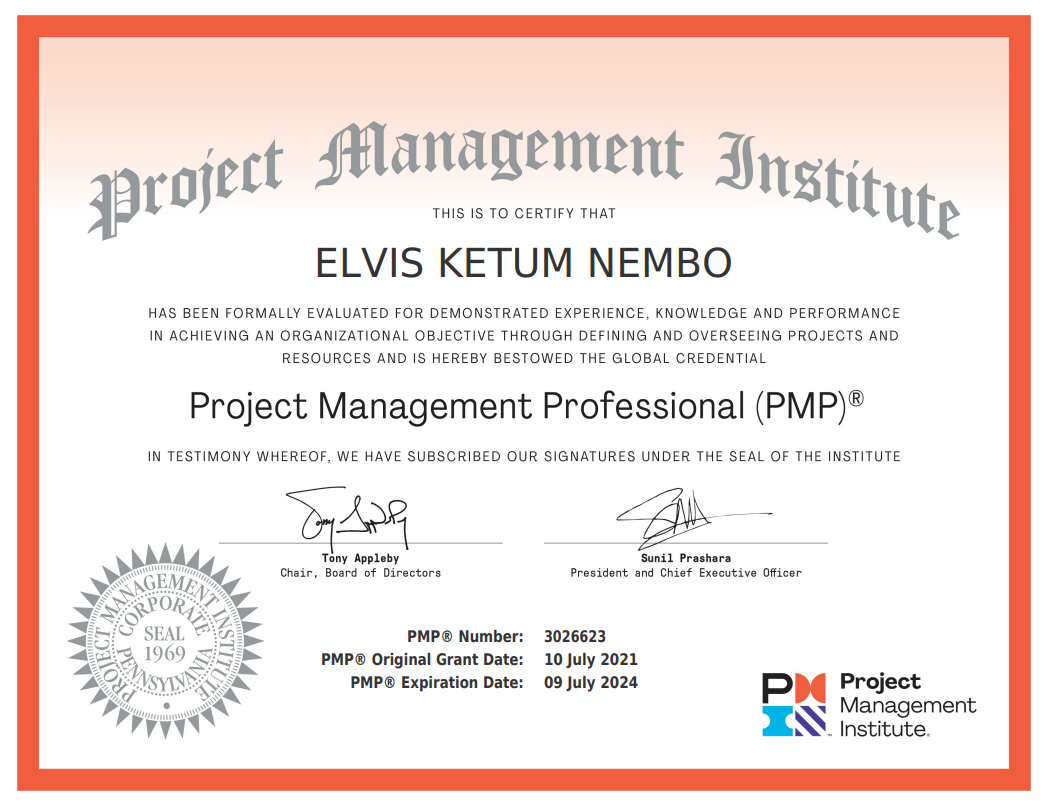 Project Management Institute
THIS IS TO CERTIFY THAT
ELVIS KETUM NEMBO
HAS BEEN FORMALLY EVALUATED FOR DEMONSTRATED EXPERIENCE, KNOWLEDGE AND PERFORMANCE
IN ACHIEVING AN ORGANIZATIONAL OBJECTIVE THROUGH DEFINING AND OVERSEEING PROJECTS AND
RESOURCES AND IS HEREBY BESTOWED THE GLOBAL CREDENTIAL
Project Management Professional (PMP)®
IN TESTIMONY WHEREOF, WE HAVE SUBSCRIBED OUR SIGNATURES UNDER THE SEAL OF THE INSTITUTE
Tony Appleby
Tony Appleby
Chair, Board of Directors
Sunil Prashara
President and Chief Executive Officer
PROJECT MANAGEMENT INSTITUTE
CORPORATE
SEAL
1969
PENNSYLVANIA
PMP® Number: 3026623
PMP® Original Grant Date: 10 July 2021
PMP® Expiration Date: 09 July 2024
P
Project
Management
Institute®